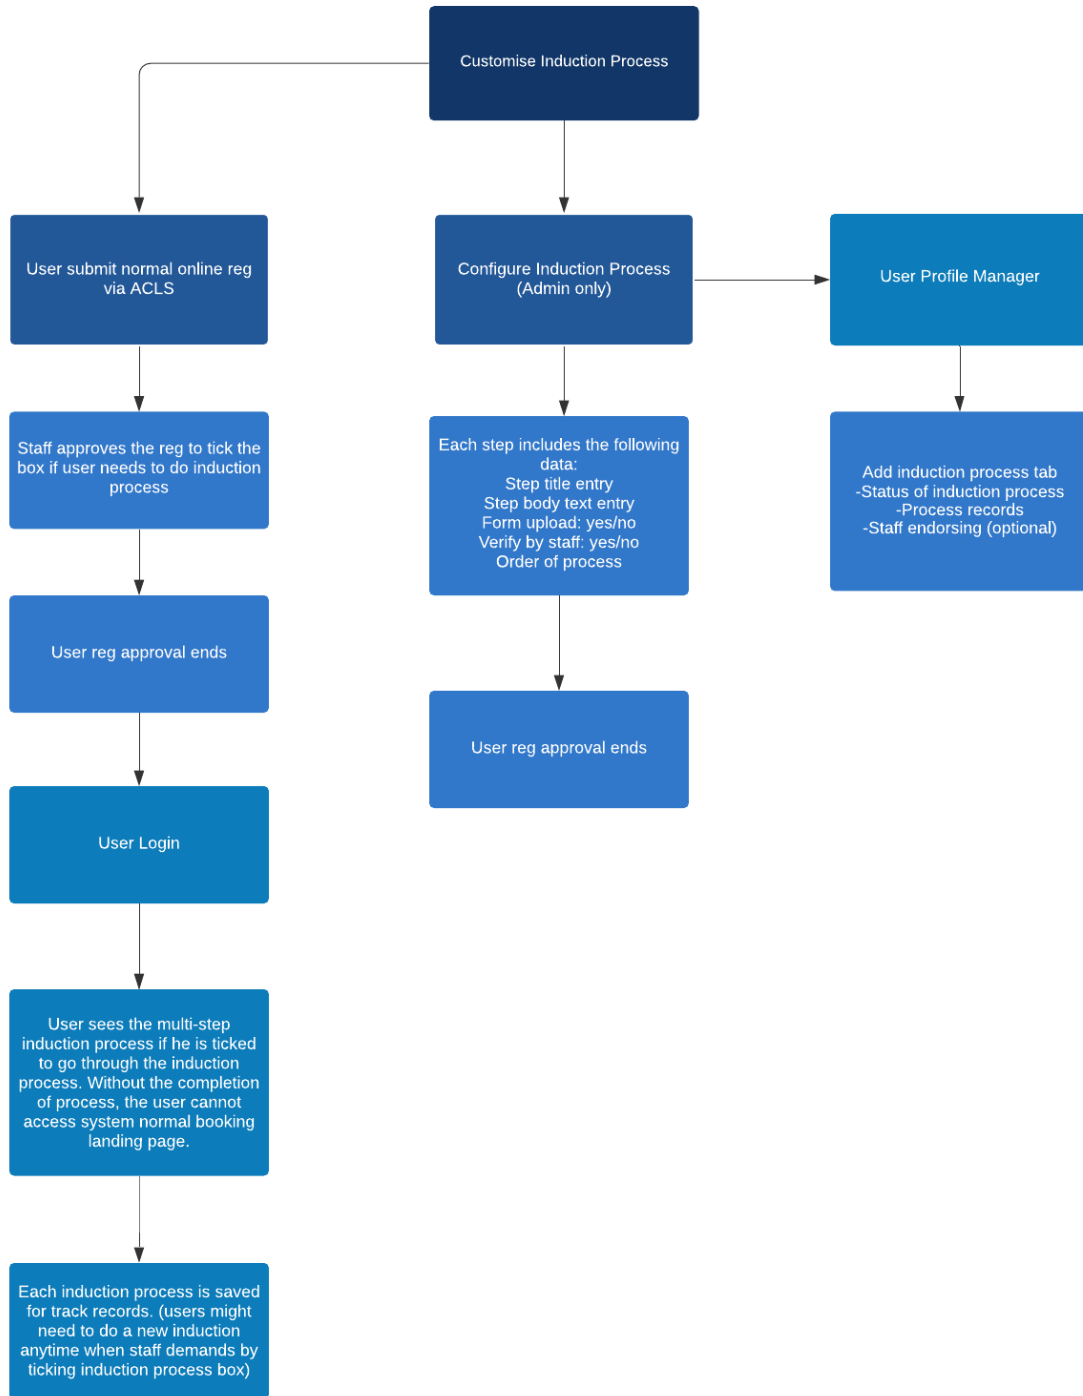 Customise Induction Process
User submit normal online reg
via ACLS
Configure Induction Process
(Admin only)
User Profile Manager
Staff approves the reg to tick the
box if user needs to do induction
process
Each step includes the following
data:
Step title entry
Step body text entry
Form upload: yes/no
Verify by staff: yes/no
Order of process
Add induction process tab
-Status of induction process
-Process records
-Staff endorsing (optional)
User reg approval ends
User reg approval ends
User Login
User sees the multi-step
induction process if he is ticked
to go through the induction
process. Without the completion
of process, the user cannot
access system normal booking
landing page.
Each induction process is saved
for track records. (users might
need to do a new induction
anytime when staff demands by
ticking induction process box)